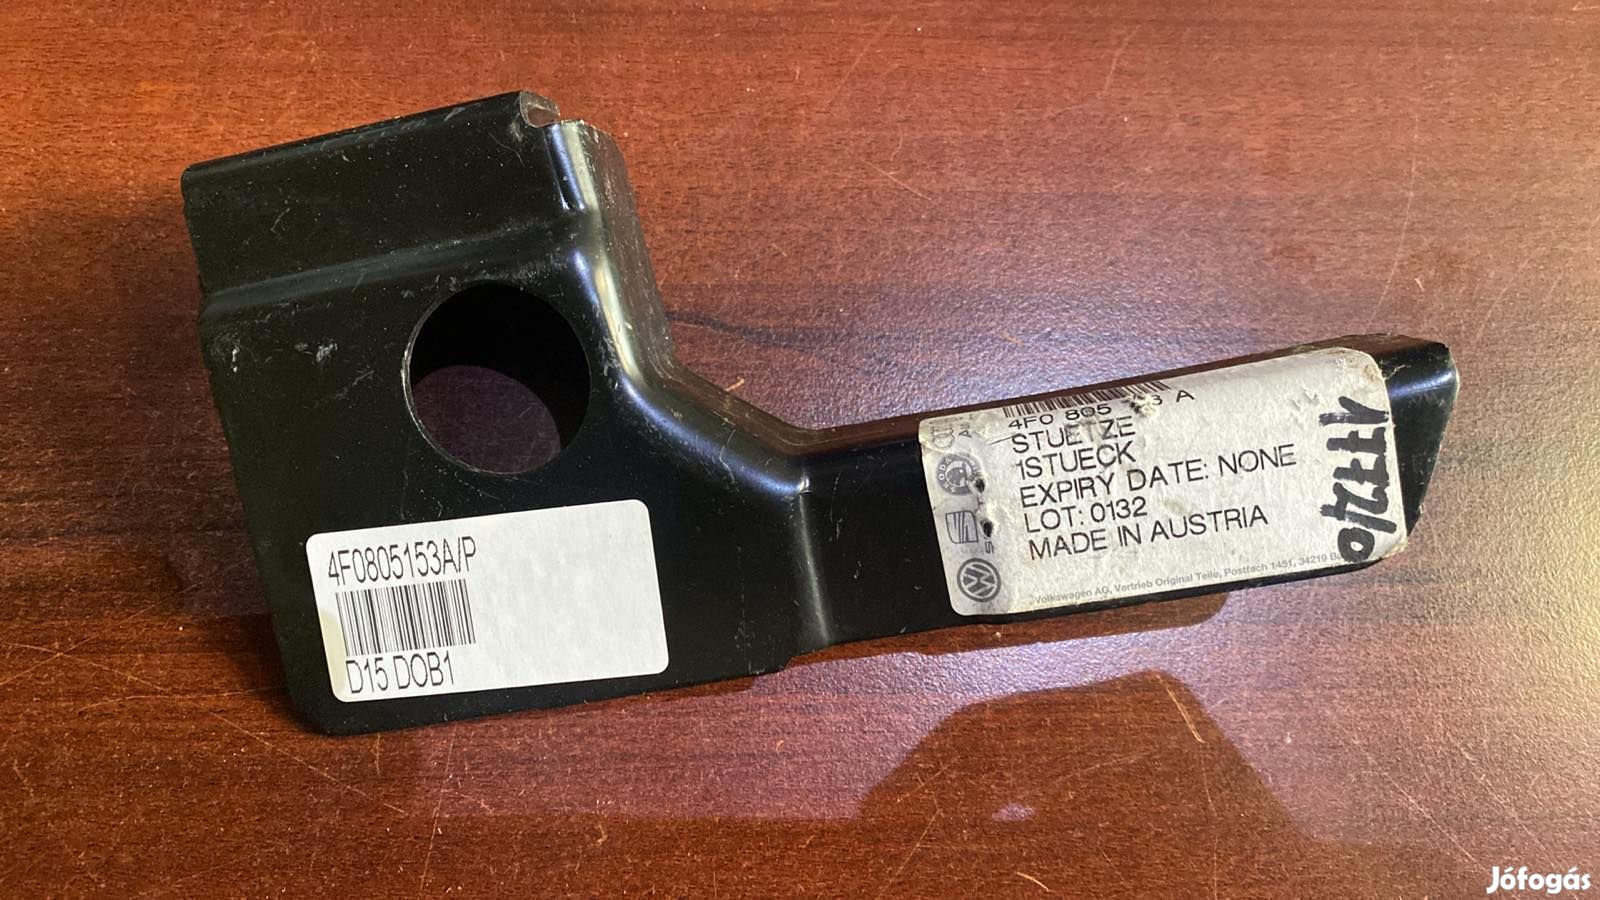 4F0805153A/P
D15 DOB1
4F0 805 3 A
STUETZE
1STUECK
EXPIRY DATE: NONE
LOT: 0132
MADE IN AUSTRIA
Volkswagen AG, Vertrieb Original Teile, Postfach 1451, 34219
Jófogás